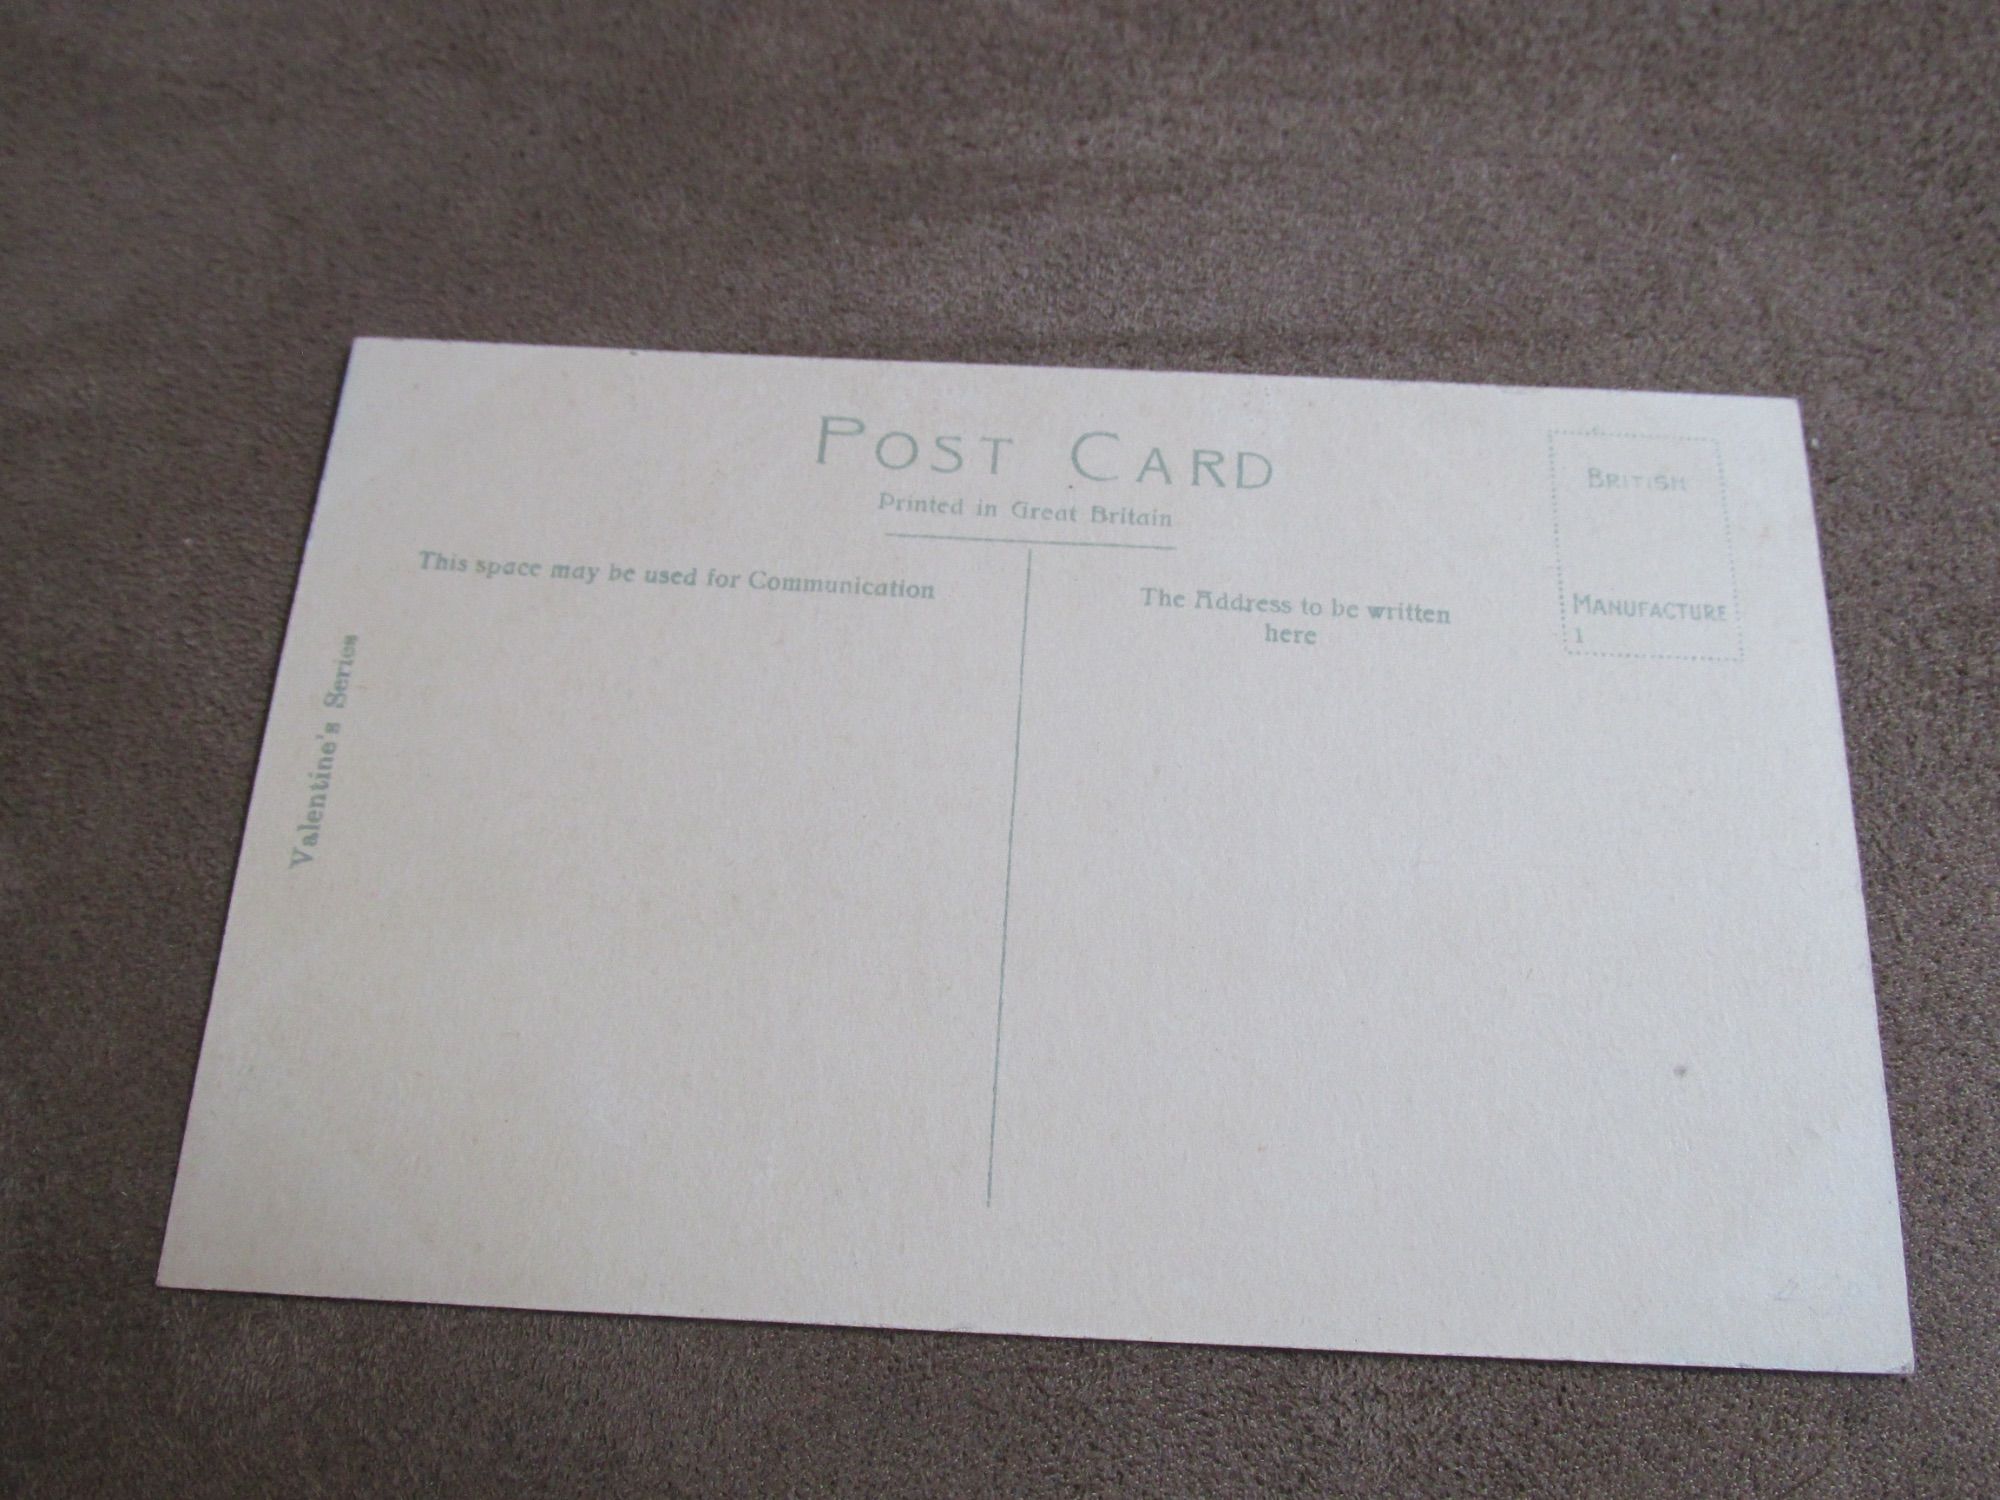 POST CARD
Printed in Great Britain
This space may be used for Communication
The Address to be written
here
BRITISH
MANUFACTURE
1
Valentine's Series